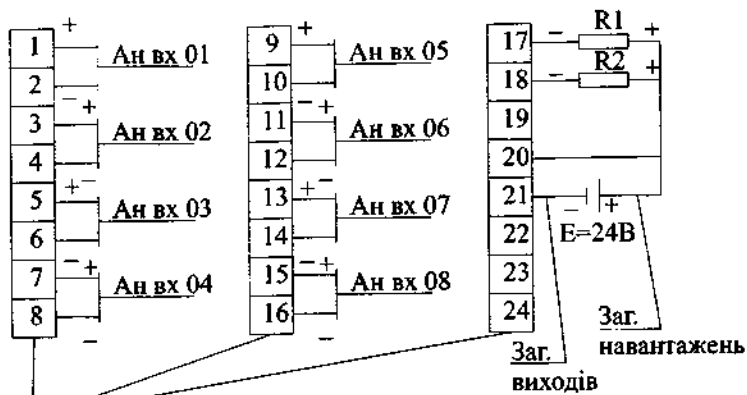 1 + Ан вх 01
2 −
3 + Ан вх 02
4 −
5 + Ан вх 03
6 −
7 + Ан вх 04
8 −
9 + Ан вх 05
10 −
11 + Ан вх 06
12 −
13 + Ан вх 07
14 −
15 + Ан вх 08
16 −
17 − R1 +
18 − R2 +
19
20
21 − + E=24В
22
23
24
Заг. виходів
Заг. навантажень